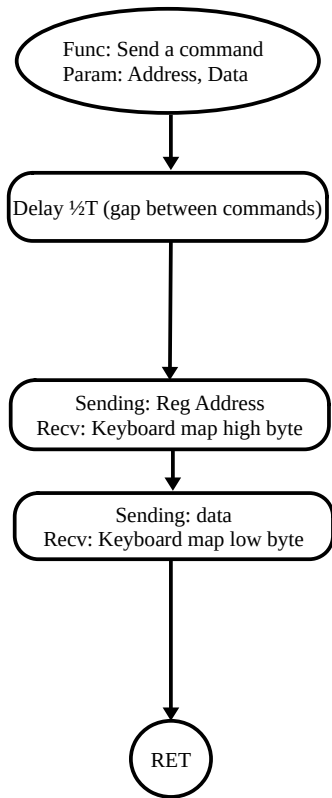 Func: Send a command
Param: Address, Data
Delay ½T (gap between commands)
Sending: Reg Address
Recv: Keyboard map high byte
Sending: data
Recv: Keyboard map low byte
RET